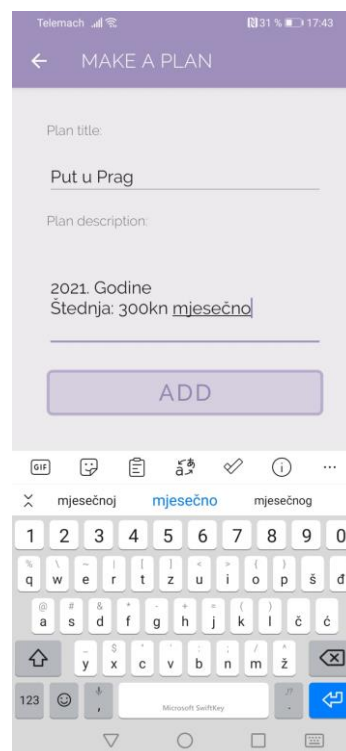 Telemach 31 % 17:43
MAKE A PLAN
Plan title:
Put u Prag
Plan description:
2021. Godine
Štednja: 300kn mjesečno
ADD
GIF
mjesečnoj mjesečno mjesečnog
1 2 3 4 5 6 7 8 9 0
% \ ~ | [ ] < > { }
q w e r t z u i o p š đ
@ # & * - + = ( )
a s d f g h j k l č ć
_ $ " ' : ; /
y x c v b n m ž
123 , Microsoft SwiftKey .